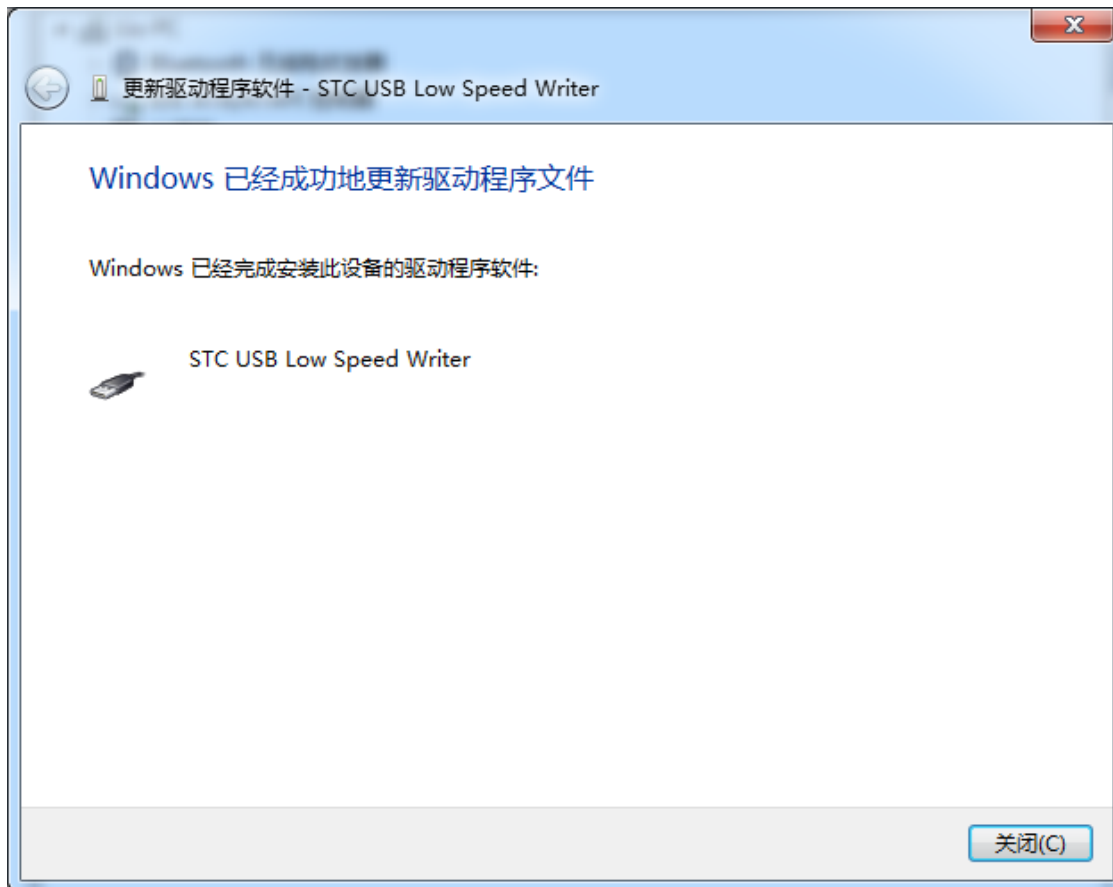 更新驱动程序软件 - STC USB Low Speed Writer
Windows 已经成功地更新驱动程序文件
Windows 已经完成安装此设备的驱动程序软件:
STC USB Low Speed Writer
关闭(C)